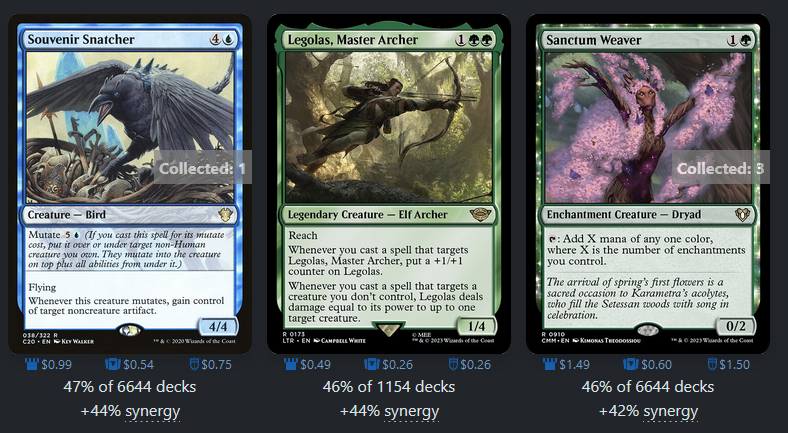 Souvenir Snatcher 4
Collected: 1
Creature — Bird
Mutate 5 (If you cast this spell for its mutate
cost, put it over or under target non-Human
creature you own. They mutate into the creature
on top plus all abilities from under it.)
Flying
Whenever this creature mutates, gain control
of target noncreature artifact.
4/4
038/322 R
C20 • EN KEY WALKER
™ & © 2020 Wizards of the Coast
$0.99 $0.54 $0.75
47% of 6644 decks
+44% synergy
Legolas, Master Archer 1
Legendary Creature — Elf Archer
Reach
Whenever you cast a spell that targets
Legolas, Master Archer, put a +1/+1
counter on Legolas.
Whenever you cast a spell that targets a
creature you don't control, Legolas deals
damage equal to its power to up to one
target creature.
1/4
R 0173
LTR • EN CAMPBELL WHITE
© MEE
™ & © 2023 Wizards of the Coast
$0.49 $0.26 $0.26
46% of 1154 decks
+44% synergy
Sanctum Weaver 1
Collected: 3
Enchantment Creature — Dryad
: Add X mana of any one color,
where X is the number of enchantments
you control.
The arrival of spring's first flowers is a
sacred occasion to Karametra's acolytes,
who fill the Setessan woods with song in
celebration.
0/2
R 0910
CMM • EN KIMONAS THEODOSSIOU
™ & © 2023 Wizards of the Coast
$1.49 $0.60 $1.50
46% of 6644 decks
+42% synergy